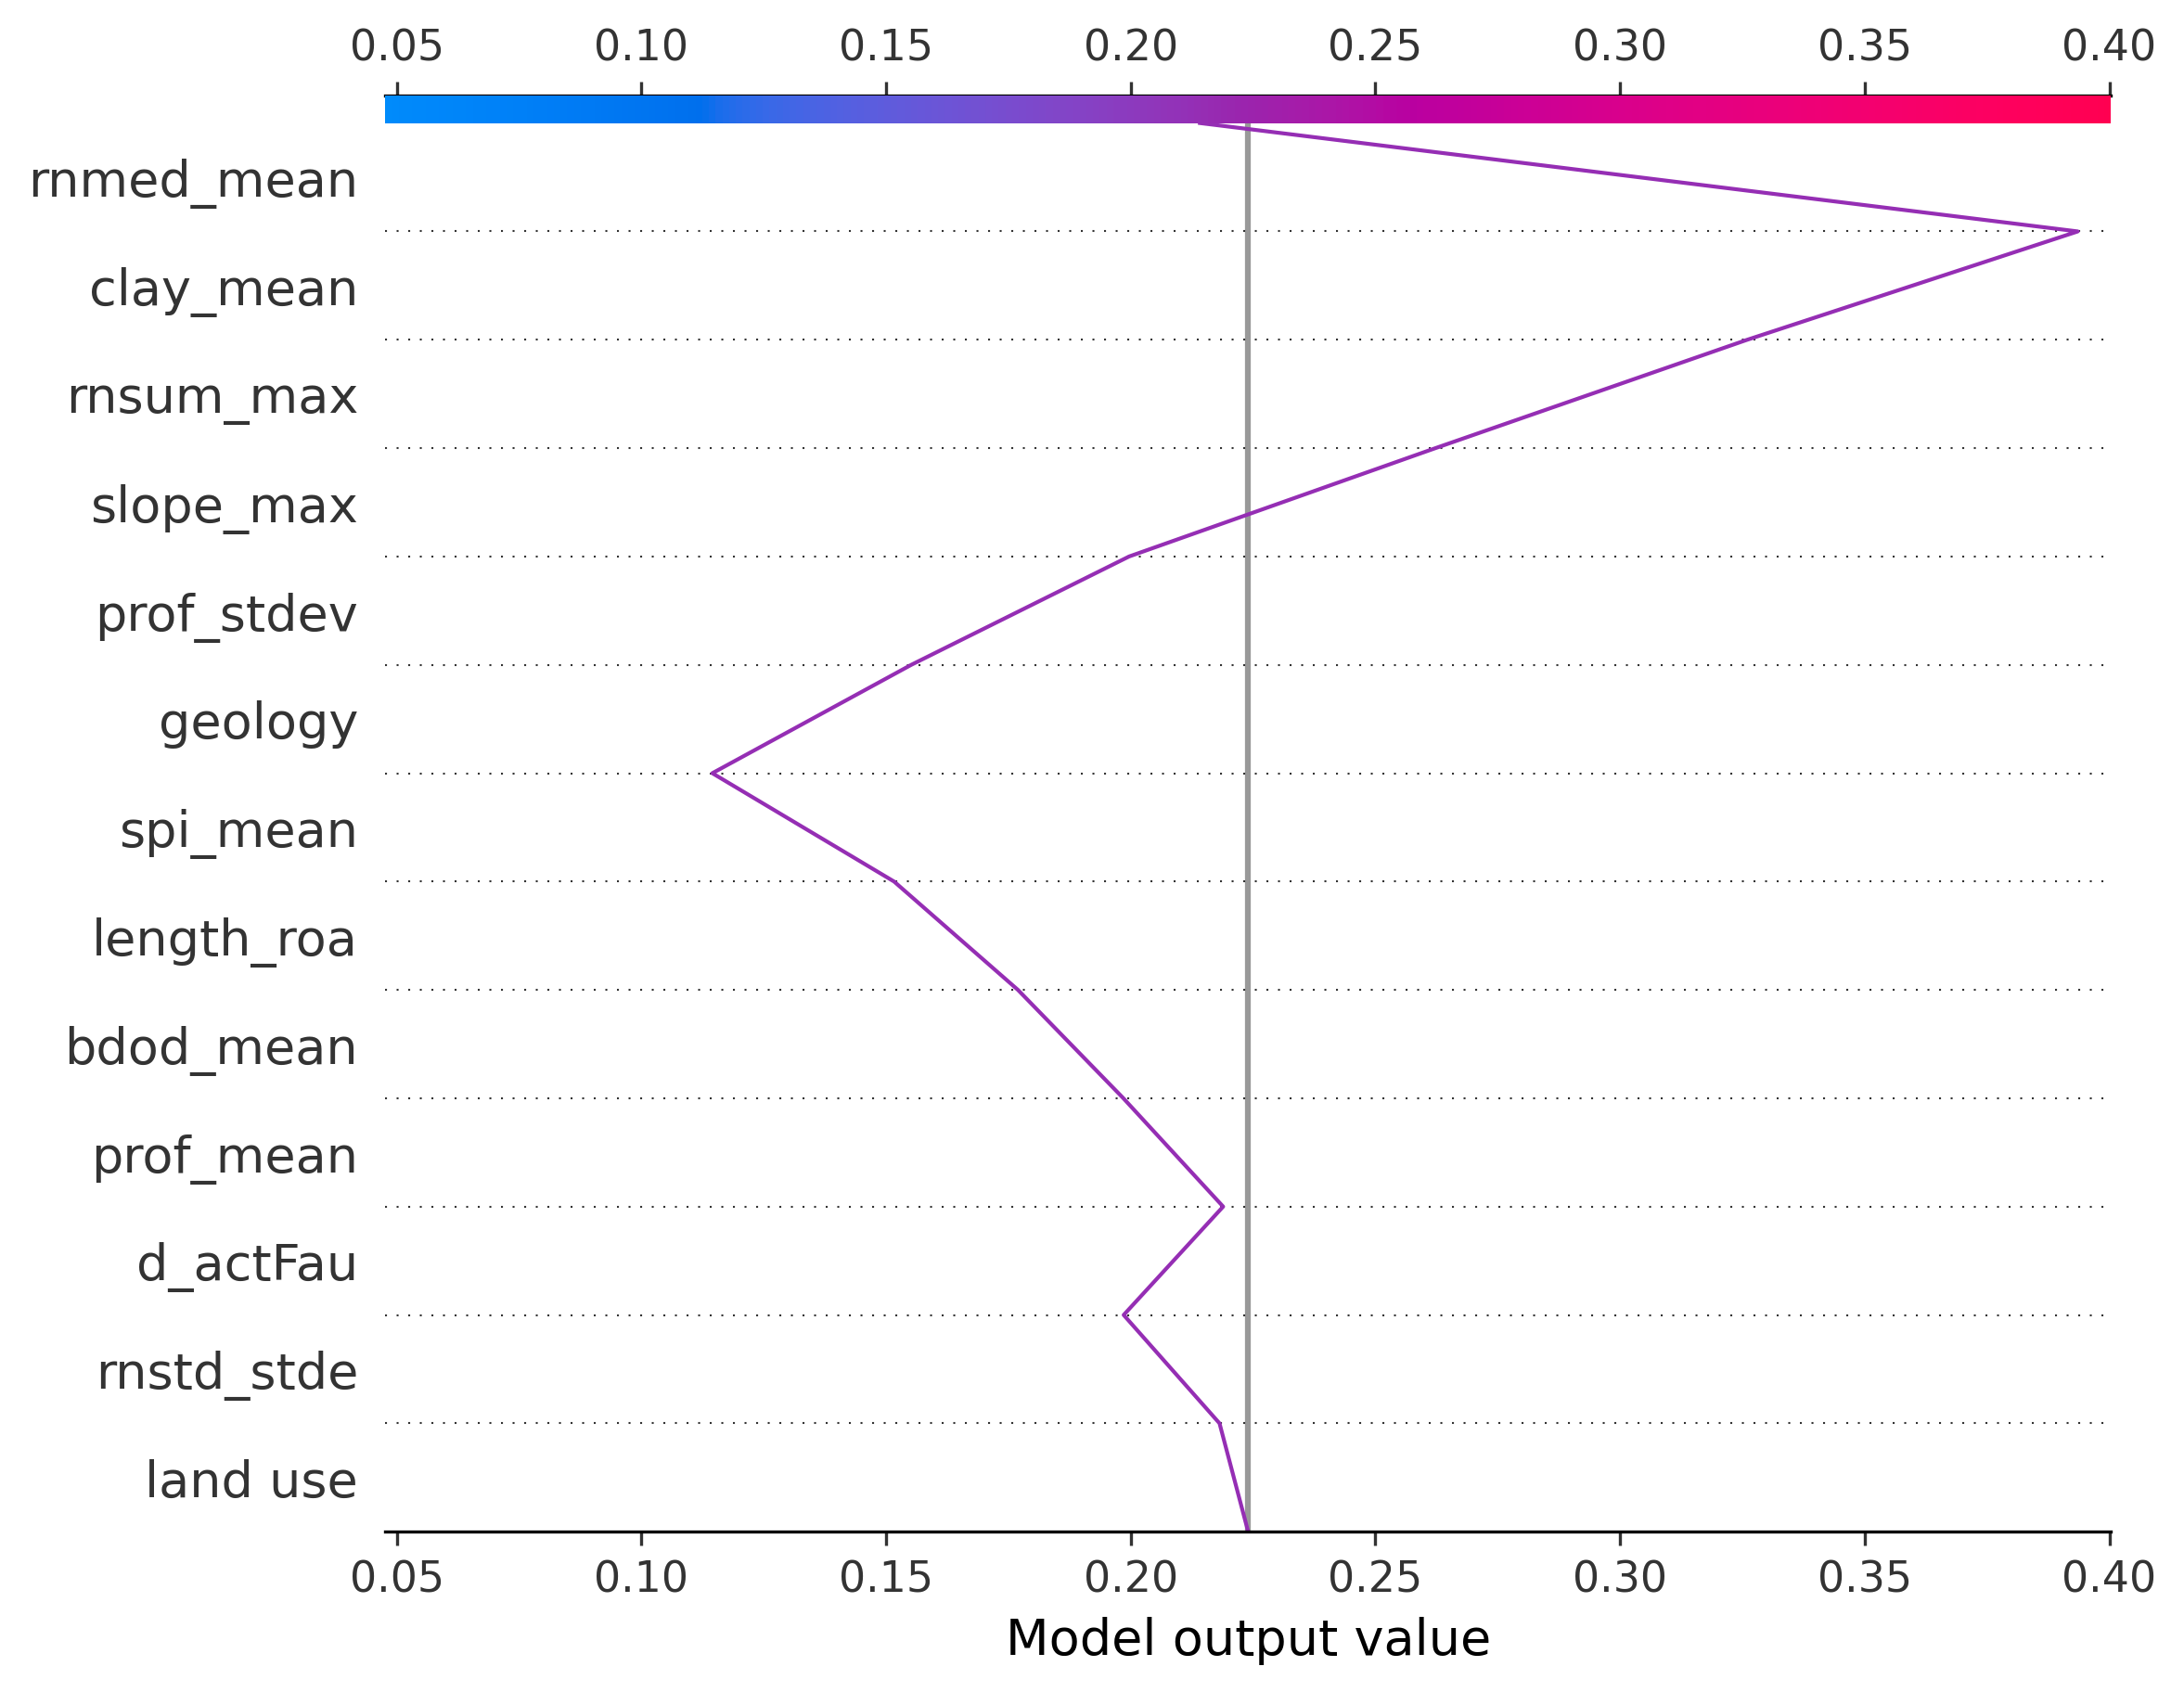 0.05 0.10 0.15 0.20 0.25 0.30 0.35 0.40
rnmed_mean
clay_mean
rnsum_max
slope_max
prof_stdev
geology
spi_mean
length_roa
bdod_mean
prof_mean
d_actFau
rnstd_stde
land use
0.05 0.10 0.15 0.20 0.25 0.30 0.35 0.40
Model output value